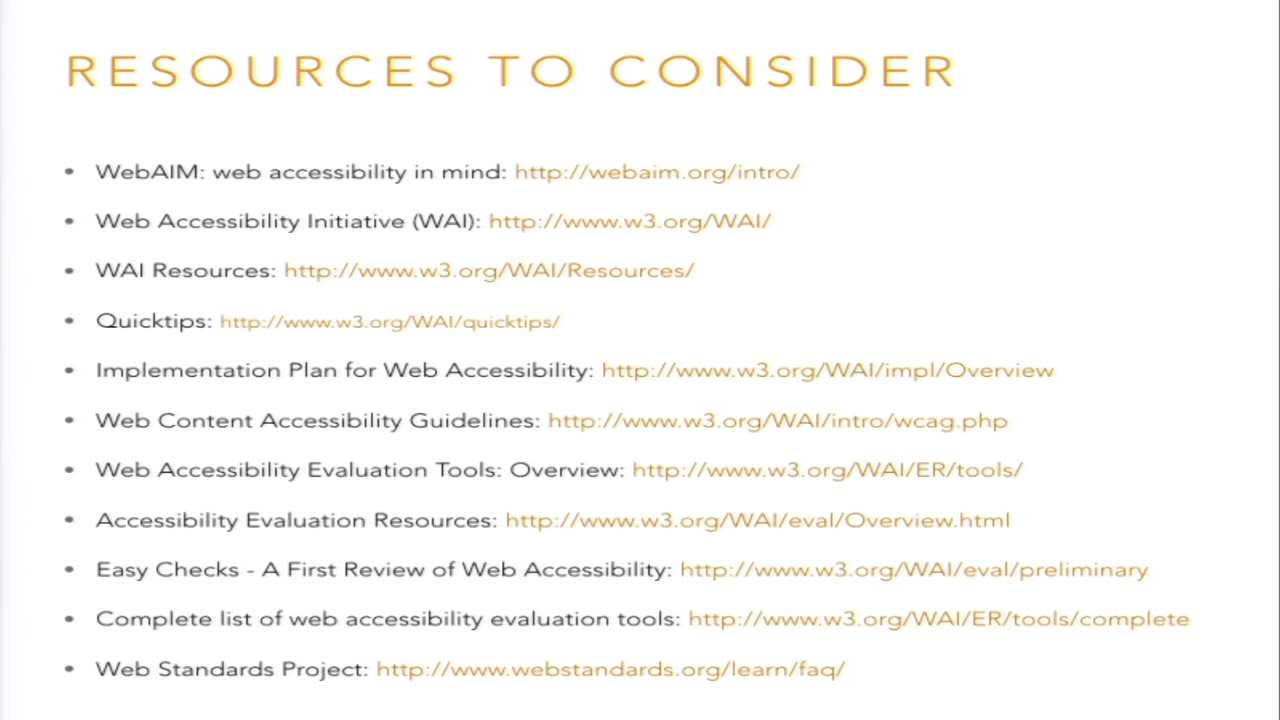 RESOURCES TO CONSIDER
• WebAIM: web accessibility in mind: http://webaim.org/intro/
• Web Accessibility Initiative (WAI): http://www.w3.org/WAI/
• WAI Resources: http://www.w3.org/WAI/Resources/
• Quicktips: http://www.w3.org/WAI/quicktips/
• Implementation Plan for Web Accessibility: http://www.w3.org/WAI/impl/Overview
• Web Content Accessibility Guidelines: http://www.w3.org/WAI/intro/wcag.php
• Web Accessibility Evaluation Tools: Overview: http://www.w3.org/WAI/ER/tools/
• Accessibility Evaluation Resources: http://www.w3.org/WAI/eval/Overview.html
• Easy Checks - A First Review of Web Accessibility: http://www.w3.org/WAI/eval/preliminary
• Complete list of web accessibility evaluation tools: http://www.w3.org/WAI/ER/tools/complete
• Web Standards Project: http://www.webstandards.org/learn/faq/